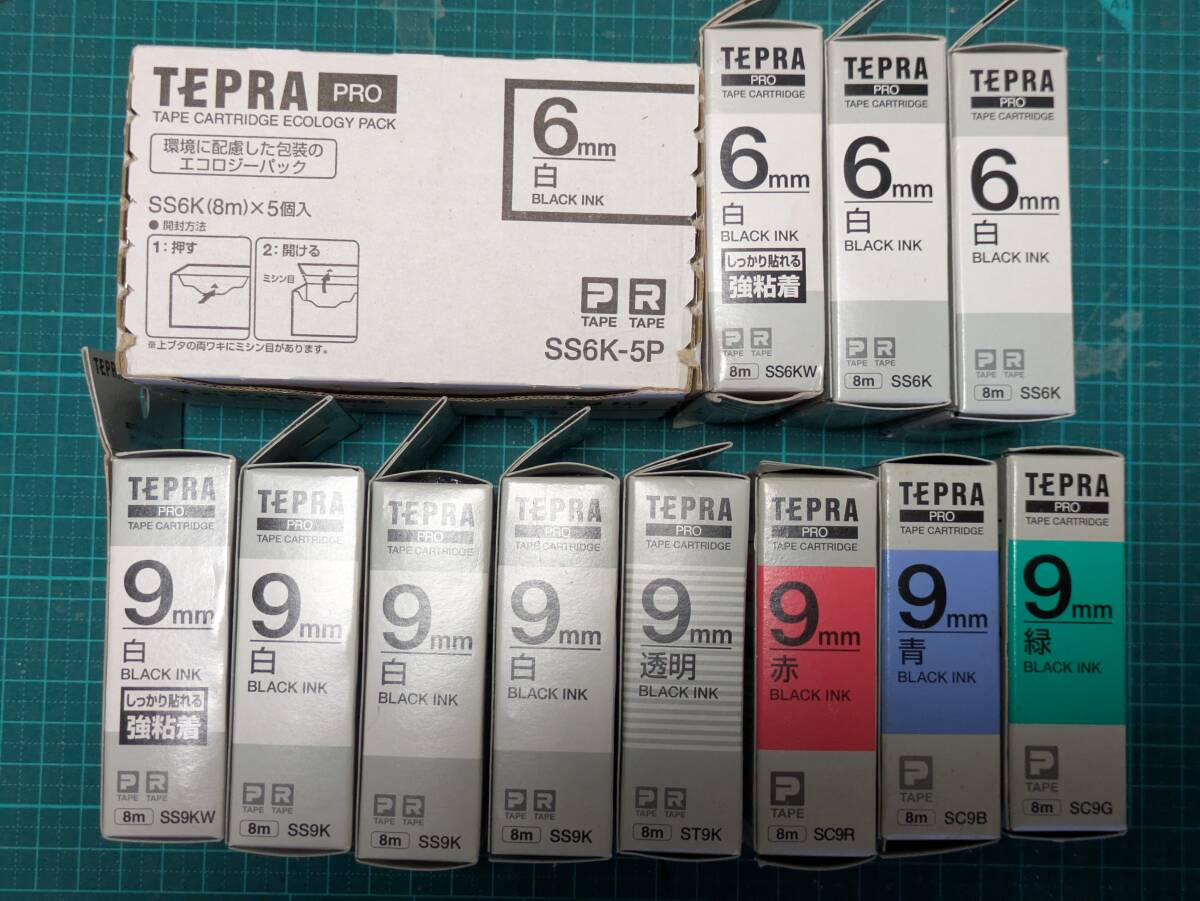 TEPRA PRO
TAPE CARTRIDGE ECOLOGY PACK
環境に配慮した包装の
エコロジーパック
SS6K(8m)×5個入
●開封方法
1:押す
2:開ける
ミシン目
※上ブタの両ワキにミシン目があります。
6mm
白
BLACK INK
P TAPE R TAPE
SS6K-5P
TEPRA
PRO
TAPE CARTRIDGE
6mm
白
BLACK INK
しっかり貼れる
強粘着
P TAPE R TAPE
8m SS6KW
TEPRA
PRO
TAPE CARTRIDGE
6mm
白
BLACK INK
P TAPE R TAPE
8m SS6K
TEPRA
PRO
TAPE CARTRIDGE
6mm
白
BLACK INK
P TAPE R TAPE
8m SS6K
TEPRA
PRO
TAPE CARTRIDGE
9mm
白
BLACK INK
しっかり貼れる
強粘着
P TAPE R TAPE
8m SS9KW
TEPRA
PRO
TAPE CARTRIDGE
9mm
白
BLACK INK
P TAPE R TAPE
8m SS9K
TEPRA
PRO
TAPE CARTRIDGE
9mm
白
BLACK INK
P TAPE R TAPE
8m SS9K
TEPRA
PRO
TAPE CARTRIDGE
9mm
白
BLACK INK
P TAPE R TAPE
8m SS9K
TEPRA
PRO
TAPE CARTRIDGE
9mm
透明
BLACK INK
P TAPE R TAPE
8m ST9K
TEPRA
PRO
TAPE CARTRIDGE
9mm
赤
BLACK INK
P TAPE
8m SC9R
TEPRA
PRO
TAPE CARTRIDGE
9mm
青
BLACK INK
P TAPE
8m SC9B
TEPRA
PRO
TAPE CARTRIDGE
9mm
緑
BLACK INK
P TAPE
8m SC9G